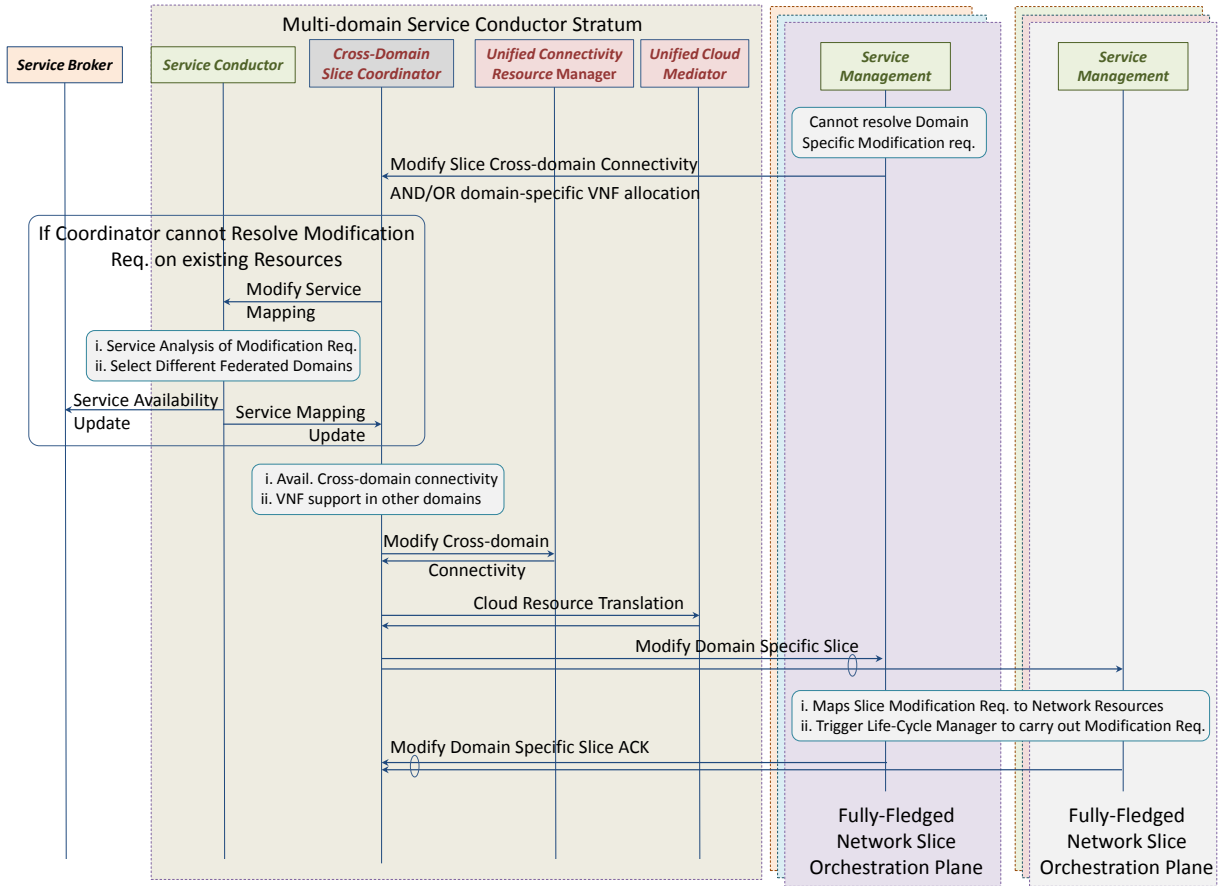 Multi-domain Service Conductor Stratum
Service Broker
Service Conductor
Cross-Domain
Slice Coordinator
Unified Connectivity
Resource Manager
Unified Cloud
Mediator
Service
Management
Service
Management
Cannot resolve Domain
Specific Modification req.
Modify Slice Cross-domain Connectivity
AND/OR domain-specific VNF allocation
If Coordinator cannot Resolve Modification
Req. on existing Resources
Modify Service
Mapping
i. Service Analysis of Modification Req.
ii. Select Different Federated Domains
Service Availability
Update
Service Mapping
Update
i. Avail. Cross-domain connectivity
ii. VNF support in other domains
Modify Cross-domain
Connectivity
Cloud Resource Translation
Modify Domain Specific Slice
i. Maps Slice Modification Req. to Network Resources
ii. Trigger Life-Cycle Manager to carry out Modification Req.
Modify Domain Specific Slice ACK
Fully-Fledged
Network Slice
Orchestration Plane
Fully-Fledged
Network Slice
Orchestration Plane